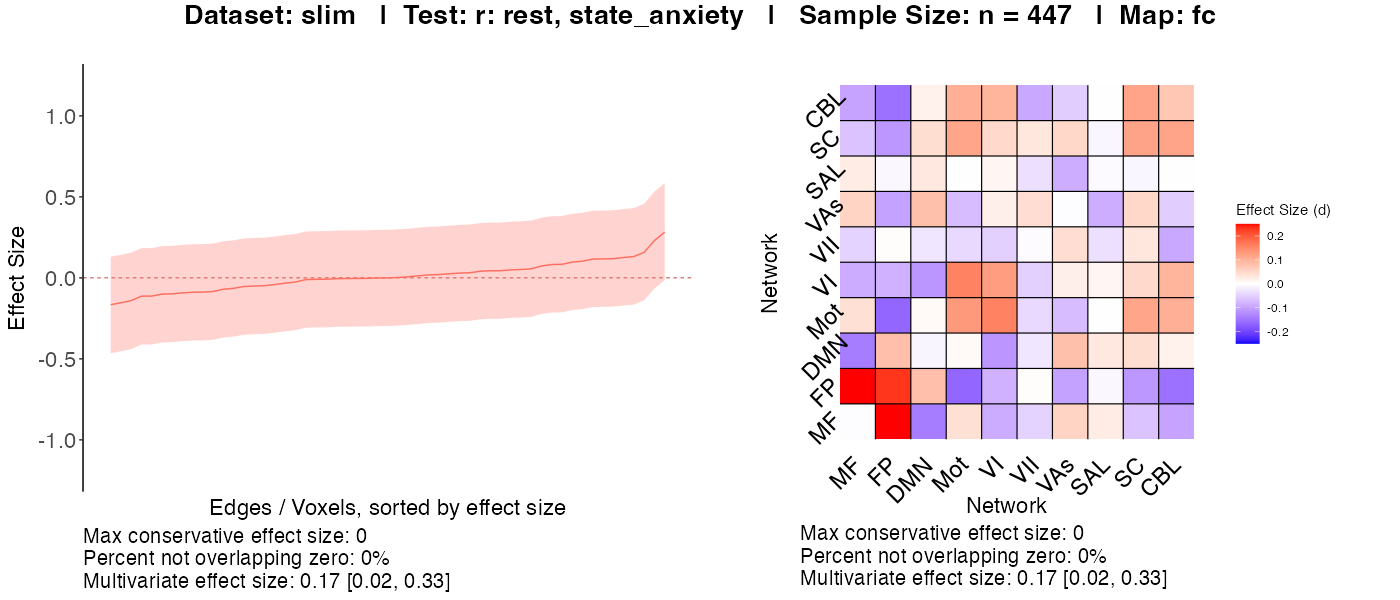 Dataset: slim | Test: r: rest, state_anxiety | Sample Size: n = 447 | Map: fc
1.0
0.5
0.0
-0.5
-1.0
Effect Size
Edges / Voxels, sorted by effect size
Max conservative effect size: 0
Percent not overlapping zero: 0%
Multivariate effect size: 0.17 [0.02, 0.33]
CBL
SC
SAL
VAs
VII
VI
Mot
DMN
FP
MF
Network
MF
FP
DMN
Mot
VI
VII
VAs
SAL
SC
CBL
Network
Max conservative effect size: 0
Percent not overlapping zero: 0%
Multivariate effect size: 0.17 [0.02, 0.33]
Effect Size (d)
0.2
0.1
0.0
-0.1
-0.2